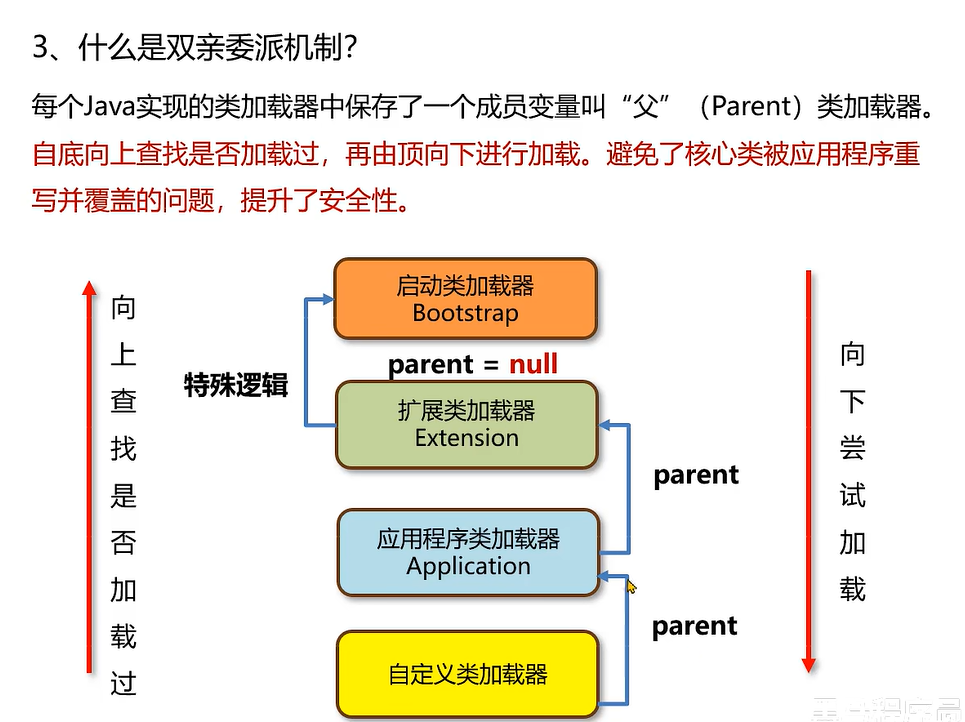 3、什么是双亲委派机制？
每个Java实现的类加载器中保存了一个成员变量叫“父”（Parent）类加载器。
自底向上查找是否加载过，再由顶向下进行加载。避免了核心类被应用程序重
写并覆盖的问题，提升了安全性。
向上查找是否加载过
特殊逻辑
启动类加载器
Bootstrap
parent = null
扩展类加载器
Extension
parent
应用程序类加载器
Application
parent
自定义类加载器
向下尝试加载